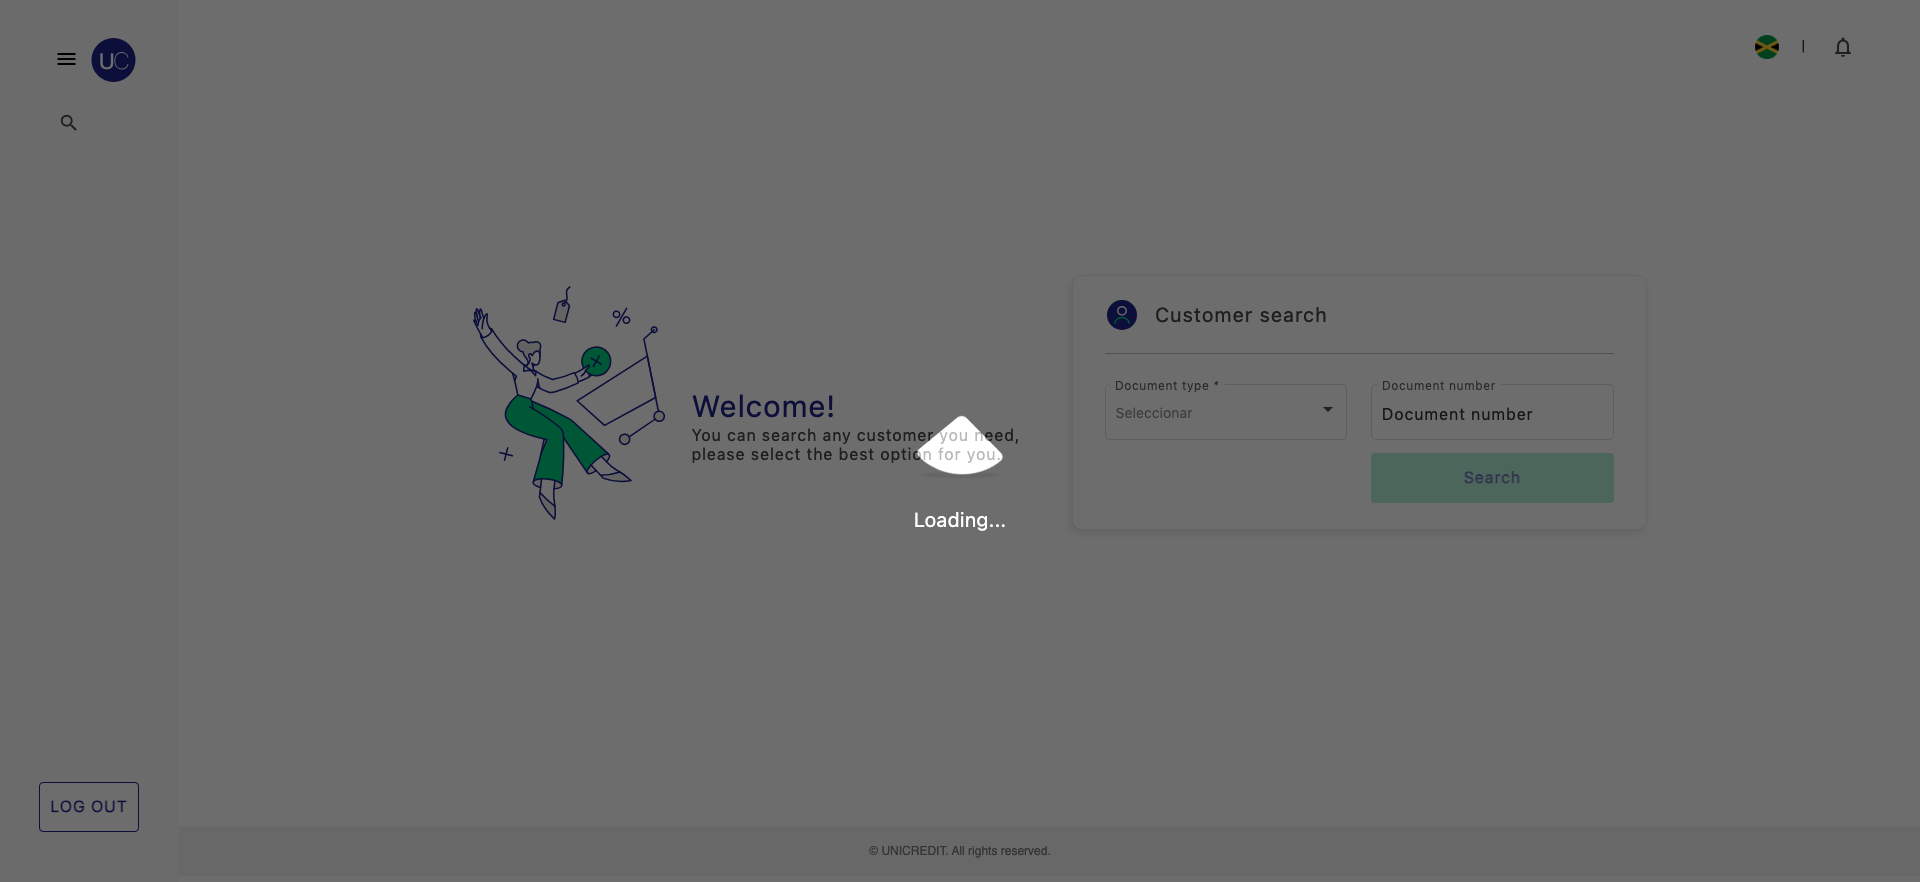 UC
|
Customer search
Document type *
Seleccionar
Document number
Document number
Search
%
Welcome!
You can search any customer you need,
please select the best option for you.
Loading...
LOG OUT
© UNICREDIT. All rights reserved.